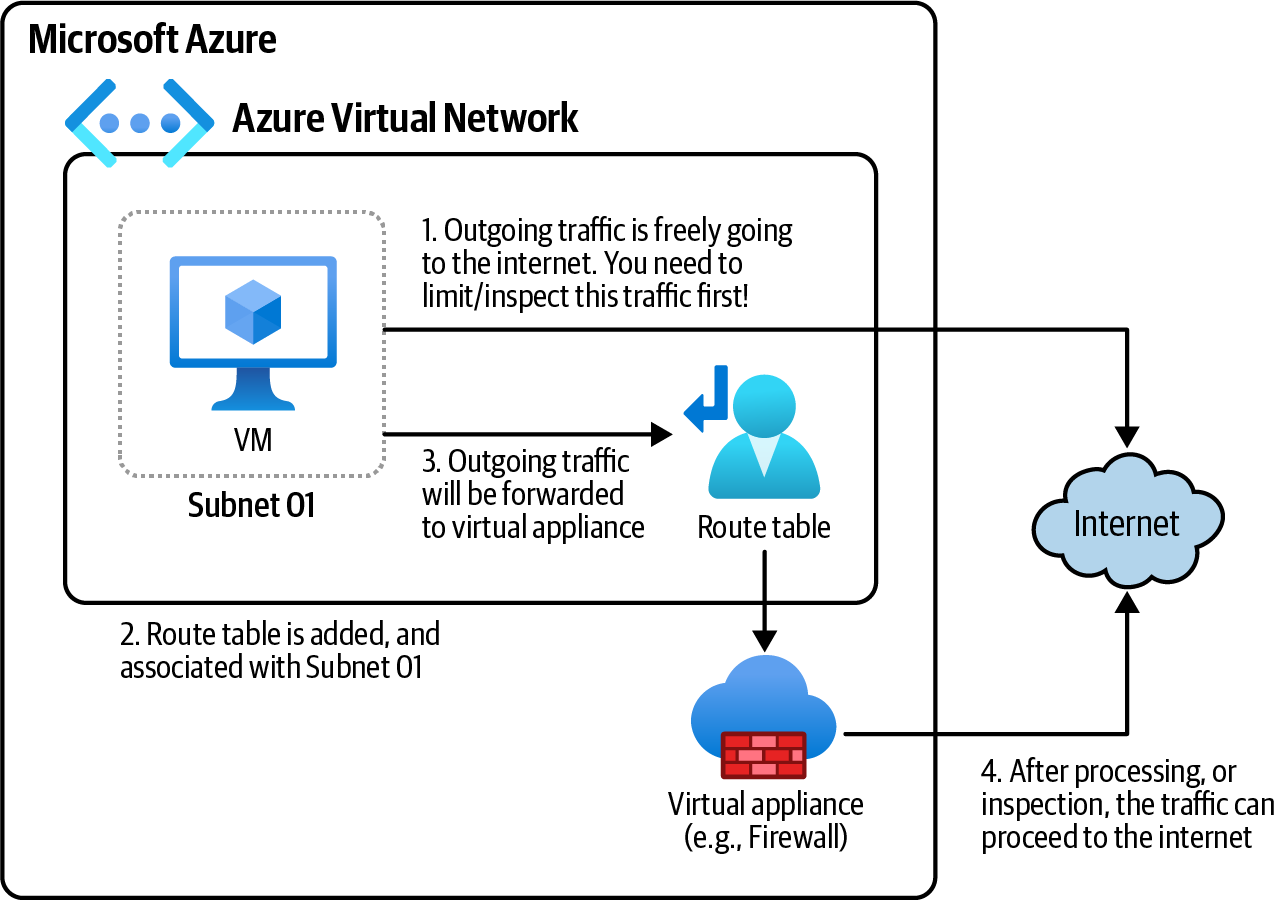 Microsoft Azure
Azure Virtual Network
1. Outgoing traffic is freely going
to the internet. You need to
limit/inspect this traffic first!
VM
Subnet 01
3. Outgoing traffic
will be forwarded
to virtual appliance
Route table
Internet
2. Route table is added, and
associated with Subnet 01
Virtual appliance
(e.g., Firewall)
4. After processing, or
inspection, the traffic can
proceed to the internet